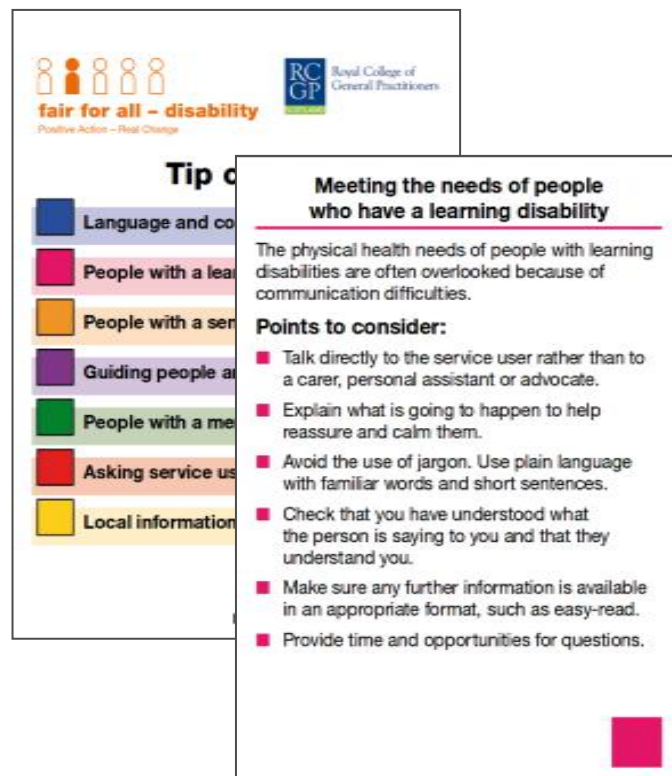 fair for all – disability
Positive Action – Real Change
RC
GP
SCOTLAND
Royal College of
General Practitioners
Tip
Language and
People with a
People with a
Guiding people
People with a
Asking service
Local information
Meeting the needs of people
who have a learning disability
The physical health needs of people with learning
disabilities are often overlooked because of
communication difficulties.
Points to consider:
Talk directly to the service user rather than to
a carer, personal assistant or advocate.
Explain what is going to happen to help
reassure and calm them.
Avoid the use of jargon. Use plain language
with familiar words and short sentences.
Check that you have understood what
the person is saying to you and that they
understand you.
Make sure any further information is available
in an appropriate format, such as easy-read.
Provide time and opportunities for questions.